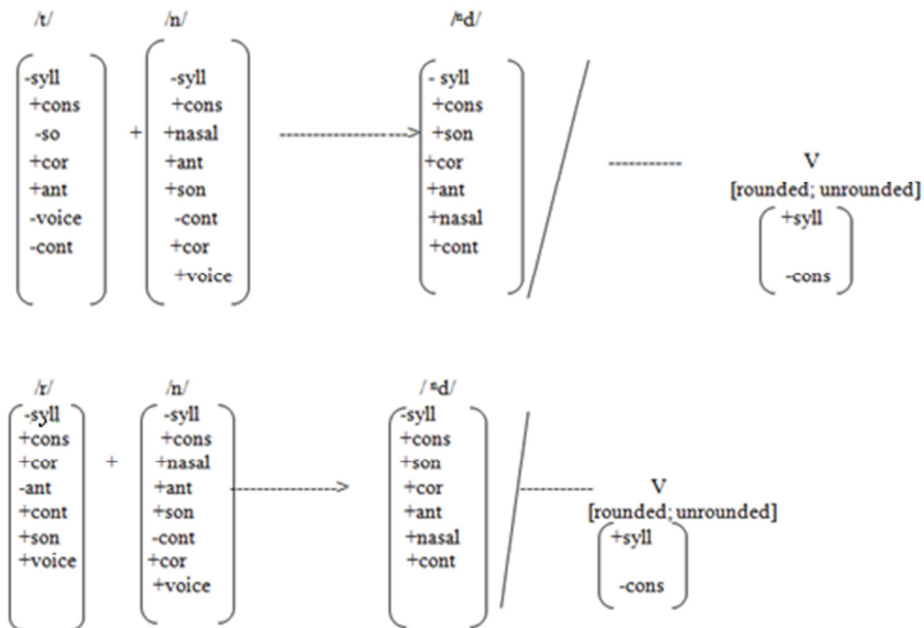 /t/ /n/ /ⁿd/
-syll -syll - syll
+cons +cons +cons
-so + +nasal +son
+cor +ant +cor V
+ant +son +ant [rounded; unrounded]
-voice -cont +nasal +syll
-cont +cor +cont
+voice -cons
/r/ /n/ / ⁿd/
-syll -syll -syll
+cons +cons +cons
+cor + +nasal +son
-ant +ant +cor V
+cont +son +ant [rounded; unrounded]
+son -cont +nasal +syll
+voice +cor +cont
+voice -cons